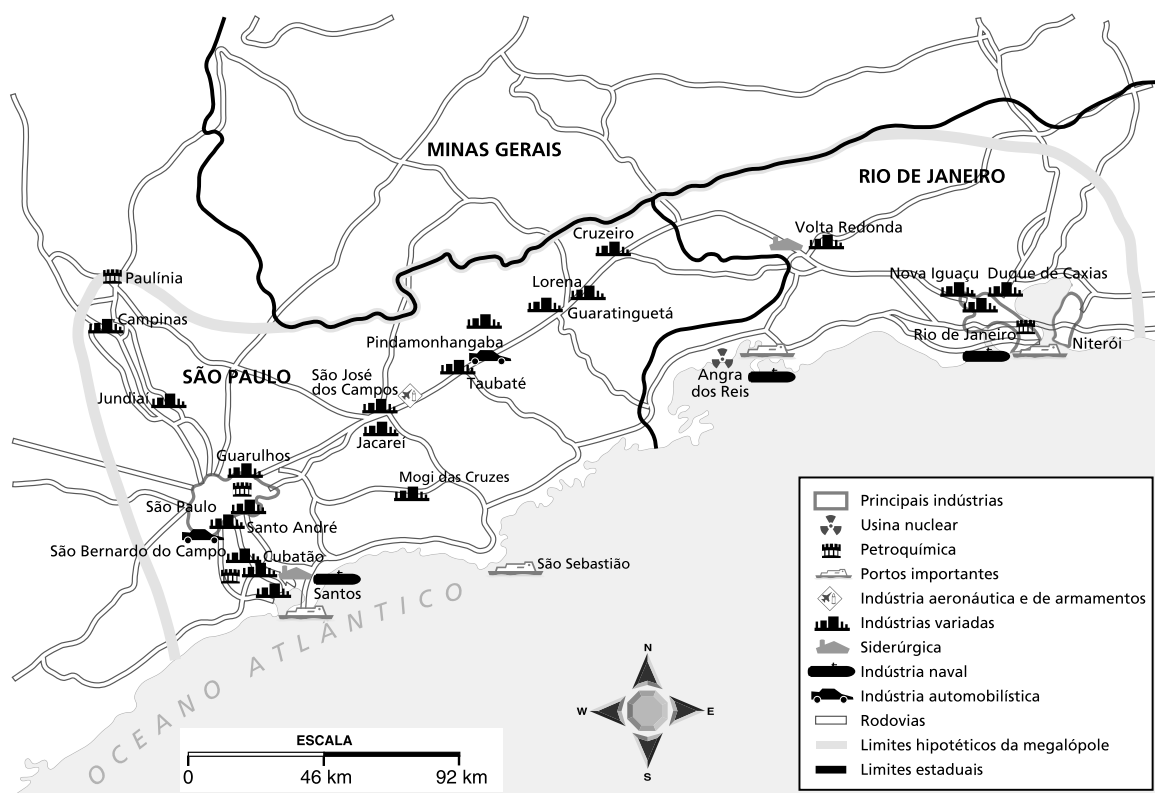 MINAS GERAIS
RIO DE JANEIRO
Cruzeiro
Volta Redonda
Paulínia
Lorena
Nova Iguaçu
Duque de Caxias
Campinas
Guaratinguetá
Rio de Janeiro
Niterói
Pindamonhangaba
SÃO PAULO
São José
dos Campos
Taubaté
Angra
dos Reis
Jundiaí
Jacareí
Guarulhos
Mogi das Cruzes
São Paulo
Santo André
São Bernardo do Campo
Cubatão
São Sebastião
Santos
OCEANO ATLÂNTICO
N
W
E
S
ESCALA
0
46 km
92 km
Principais indústrias
Usina nuclear
Petroquímica
Portos importantes
Indústria aeronáutica e de armamentos
Indústrias variadas
Siderúrgica
Indústria naval
Indústria automobilística
Rodovias
Limites hipotéticos da megalópole
Limites estaduais